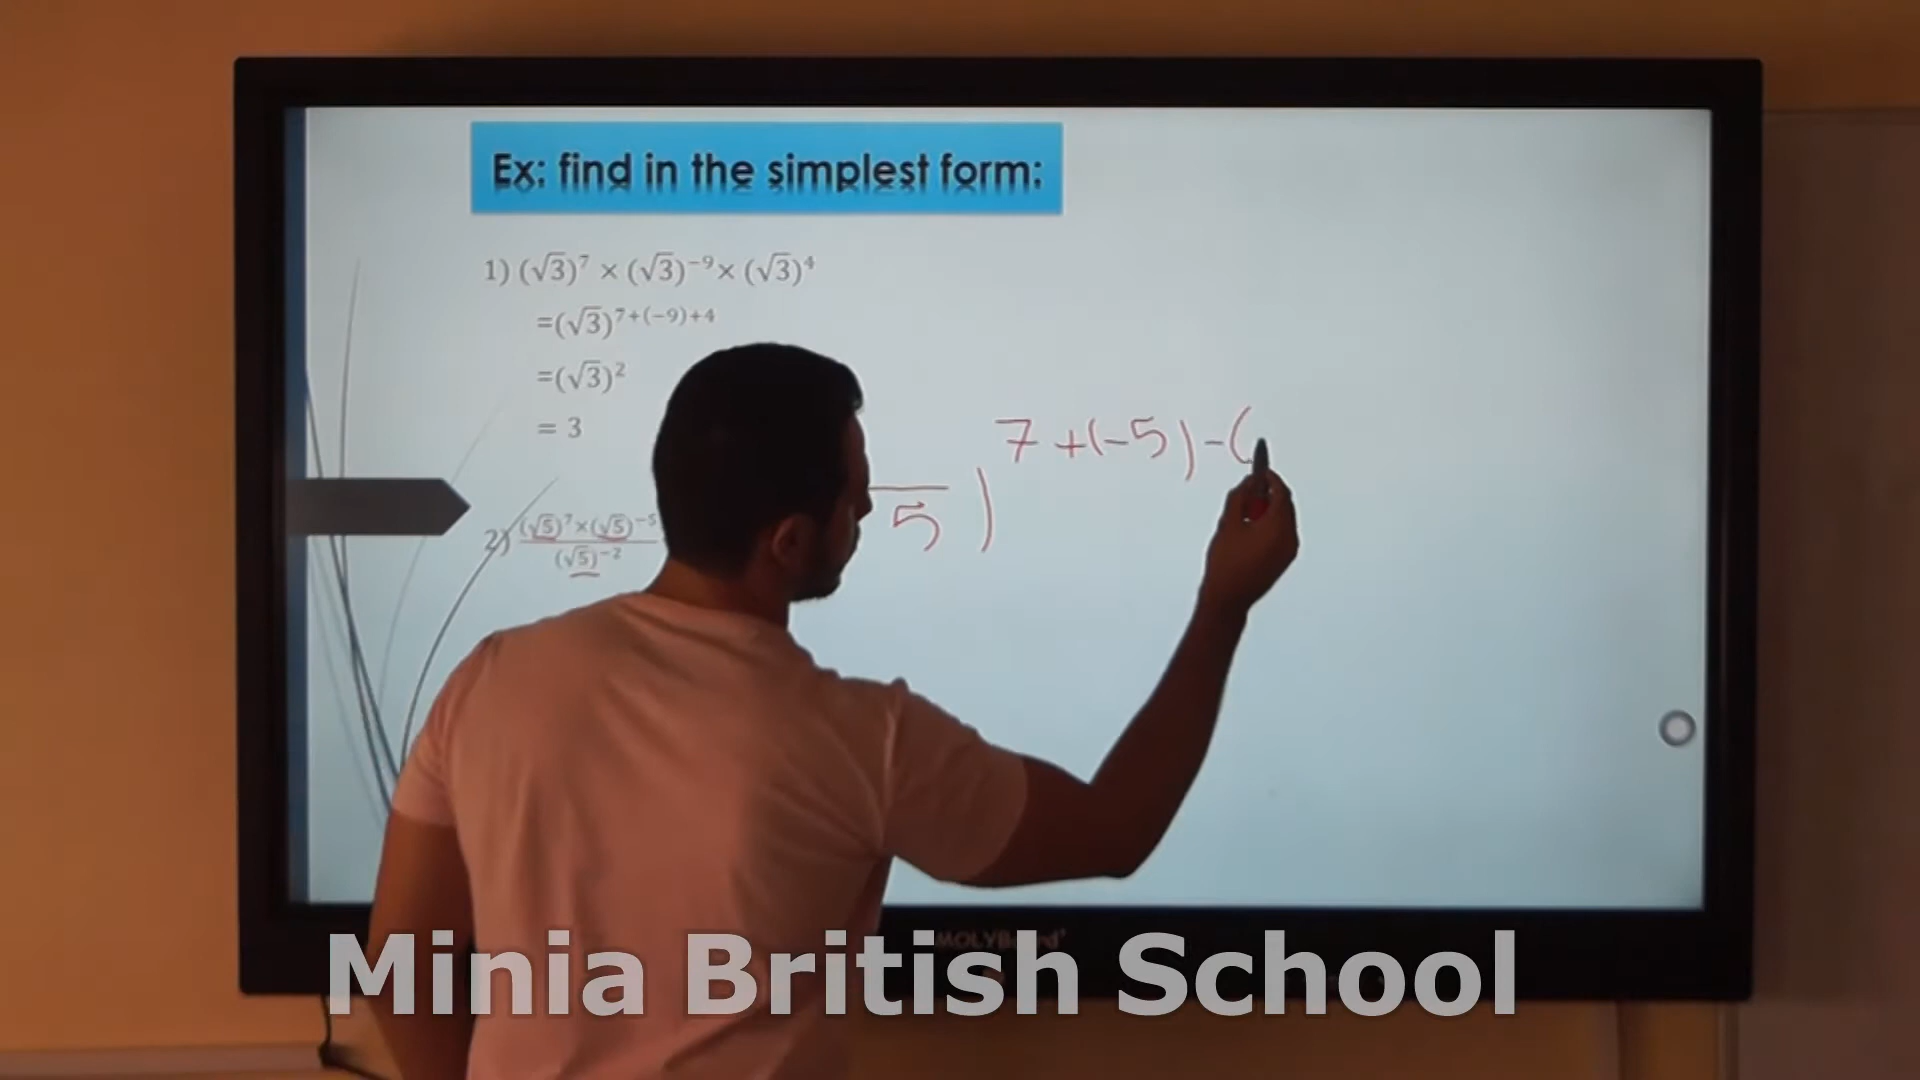 Ex: find in the simplest form:
1) (√3)⁷ × (√3)⁻⁹× (√3)⁴
=(√3)⁷⁺⁽⁻⁹⁾⁺⁴
=(√3)²
= 3
2) (√5)⁷×(√5)⁻⁵
(√5)⁻²
5 ) 7 +(-5) -(
MOLYBoard
Minia British School